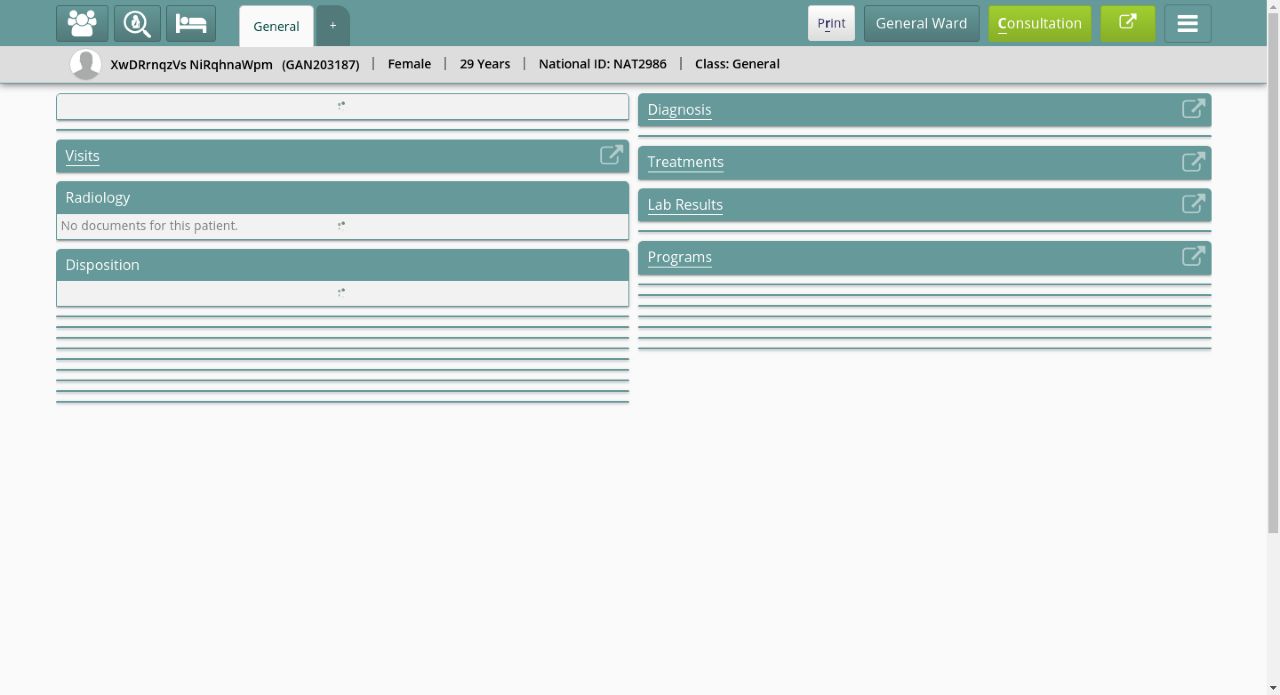 General
+
Print
General Ward
Consultation
XwDRrnqzVs NiRqhnaWpm (GAN203187) | Female | 29 Years | National ID: NAT2986 | Class: General
Visits
Radiology
No documents for this patient.
Disposition
Diagnosis
Treatments
Lab Results
Programs